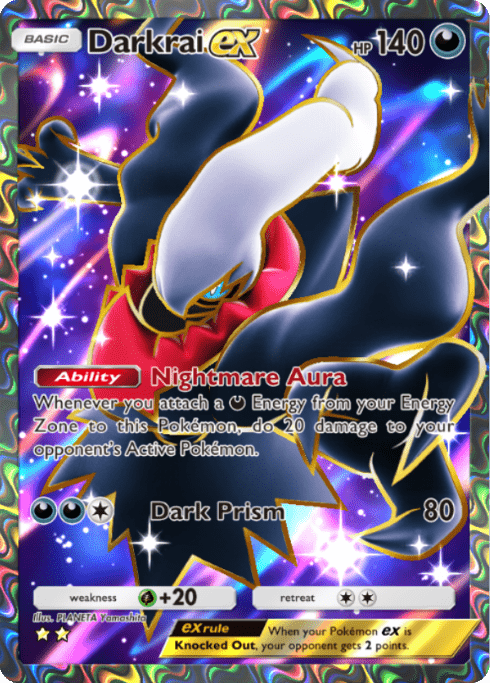 BASIC Darkrai ex HP 140
Ability Nightmare Aura
Whenever you attach a Energy from your Energy
Zone to this Pokémon, do 20 damage to your
opponent's Active Pokémon.
Dark Prism 80
weakness +20 retreat
Illus. PLANETA Yamashita
ex rule When your Pokémon ex is
Knocked Out, your opponent gets 2 points.